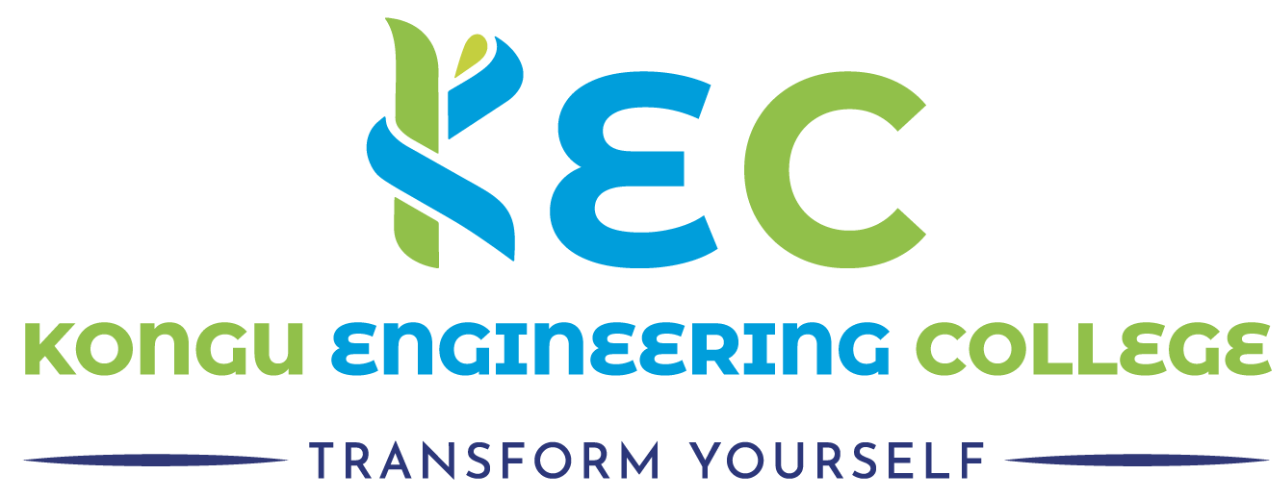 KEC
KONGU ENGINEERING COLLEGE
TRANSFORM YOURSELF